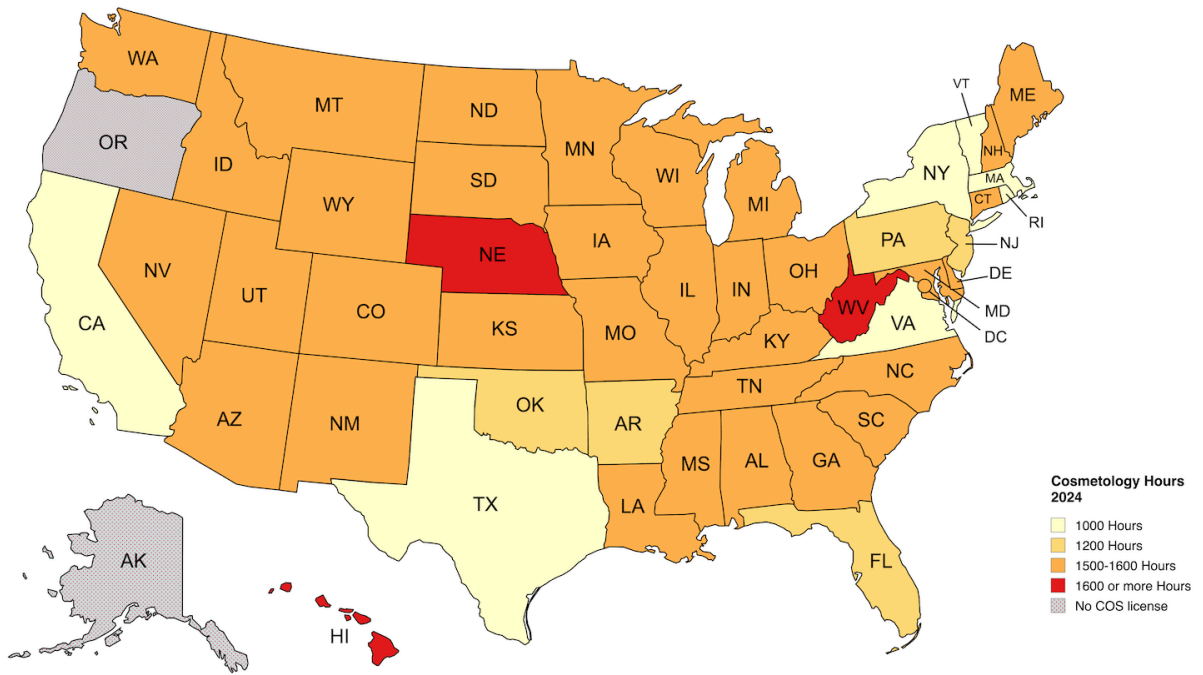 WA
VT
ME
MT
ND
OR
MN
NH
ID
WI
NY
MA
SD
MI
CT
WY
RI
PA
NJ
IA
NE
NV
OH
DE
UT
IL
IN
CO
WV
MD
CA
KS
MO
VA
DC
KY
NC
TN
AZ
NM
OK
AR
SC
MS
AL
GA
TX
LA
FL
AK
HI
Cosmetology Hours
2024
1000 Hours
1200 Hours
1500-1600 Hours
1600 or more Hours
No COS license